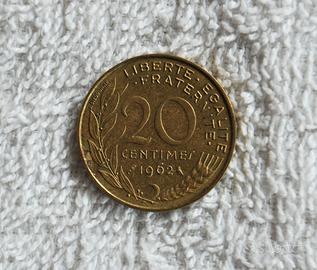 LIBERTE·EGALITE
·FRATERNITE·
20
CENTIMES
1962